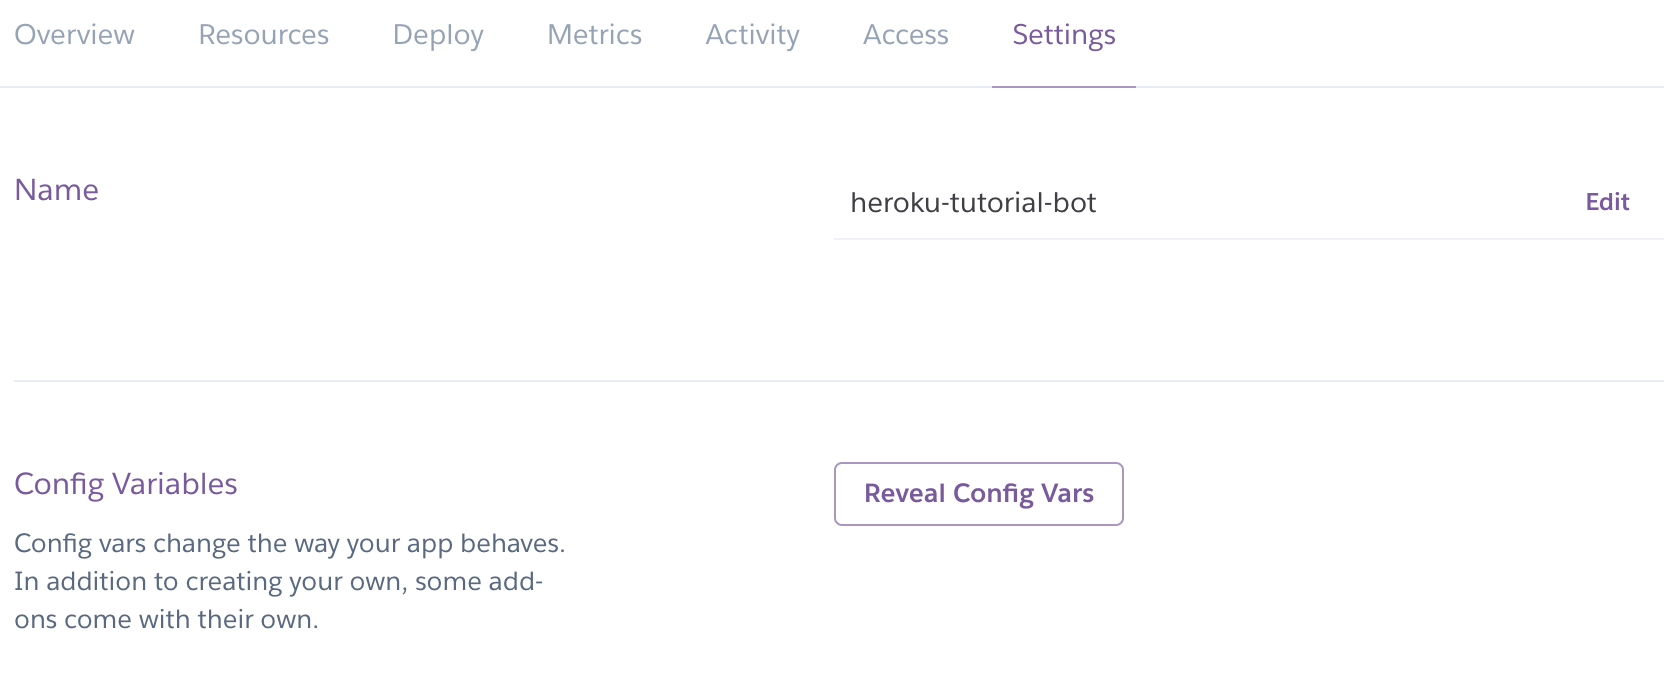 Overview Resources Deploy Metrics Activity Access Settings
Name
heroku-tutorial-bot Edit
Config Variables
Reveal Config Vars
Config vars change the way your app behaves.
In addition to creating your own, some add-
ons come with their own.